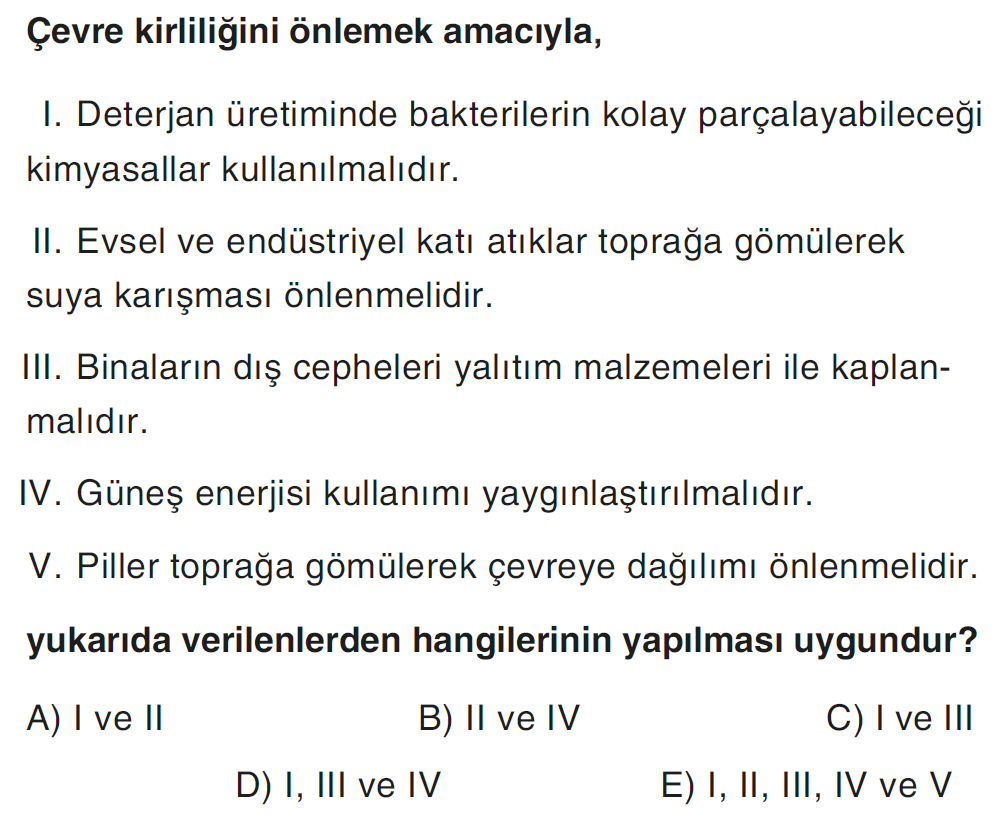 Çevre kirliliğini önlemek amacıyla,
I. Deterjan üretiminde bakterilerin kolay parçalayabileceği
kimyasallar kullanılmalıdır.
II. Evsel ve endüstriyel katı atıklar toprağa gömülerek
suya karışması önlenmelidir.
III. Binaların dış cepheleri yalıtım malzemeleri ile kaplan-
malıdır.
IV. Güneş enerjisi kullanımı yaygınlaştırılmalıdır.
V. Piller toprağa gömülerek çevreye dağılımı önlenmelidir.
yukarıda verilenlerden hangilerinin yapılması uygundur?
A) I ve II B) II ve IV C) I ve III
D) I, III ve IV E) I, II, III, IV ve V